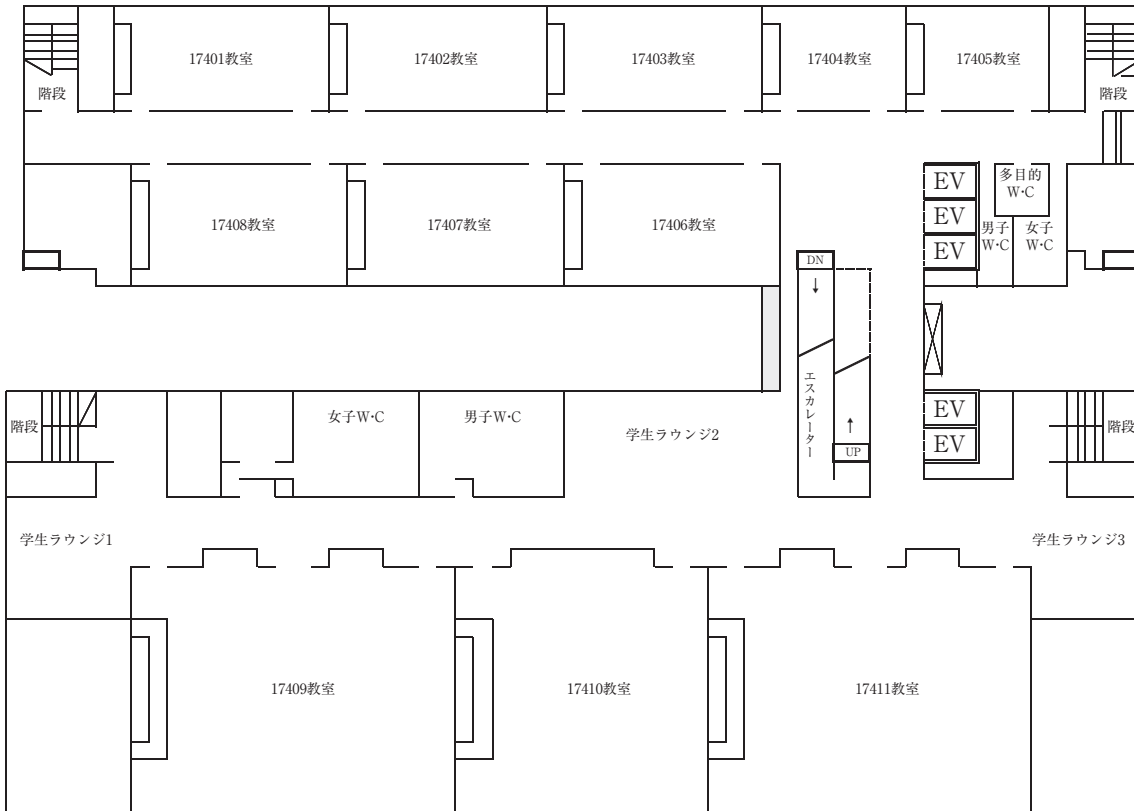 17401教室
17402教室
17403教室
17404教室
17405教室
階段
階段
EV
EV
EV
多目的
W･C
男子
W･C
女子
W･C
17408教室
17407教室
17406教室
DN
↓
エスカレーター
↑
UP
EV
EV
階段
女子W･C
男子W･C
学生ラウンジ2
階段
学生ラウンジ1
学生ラウンジ3
17409教室
17410教室
17411教室